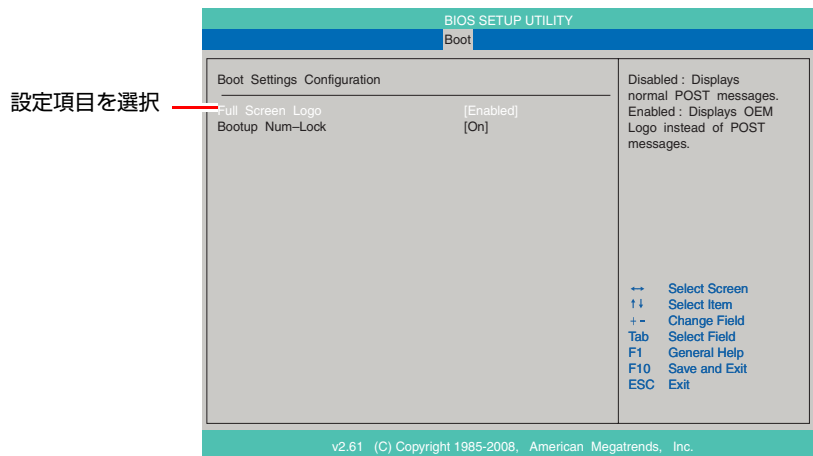 BIOS SETUP UTILITY
Boot
設定項目を選択
Boot Settings Configuration
Full Screen Logo [Enabled]
Bootup Num–Lock [On]
Disabled : Displays
normal POST messages.
Enabled : Displays OEM
Logo instead of POST
messages.
↔ Select Screen
↑↓ Select Item
+- Change Field
Tab Select Field
F1 General Help
F10 Save and Exit
ESC Exit
v2.61 (C) Copyright 1985-2008, American Megatrends, Inc.